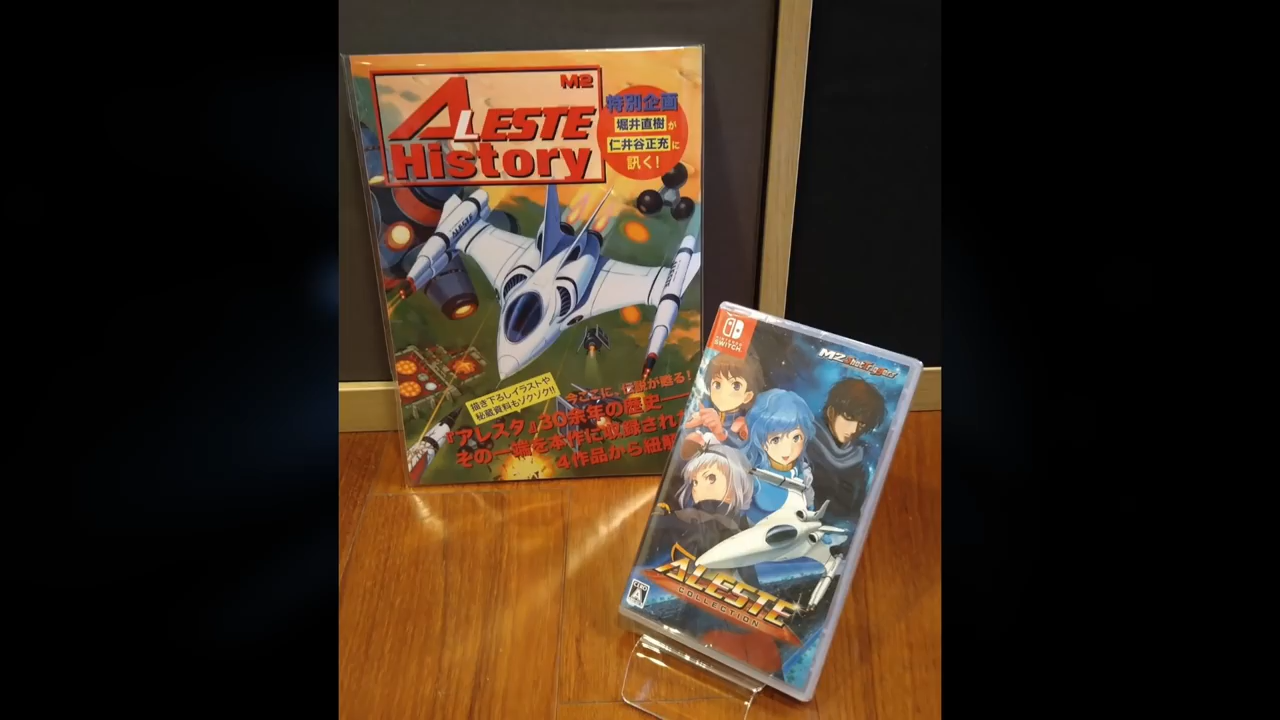 M2
ALESTE
History
特別企画
堀井直樹が
仁井谷正充に
訊く!
ALESTE
描き下ろしイラストや
秘蔵資料もゾクゾク!!
今ここに、伝説が甦る!
『アレスタ』30余年の歴史──
その一端を本作に収録された
4作品から紐解
NINTENDO
SWITCH
M2 ShotTriggers
ALESTE
COLLECTION
CERO
A